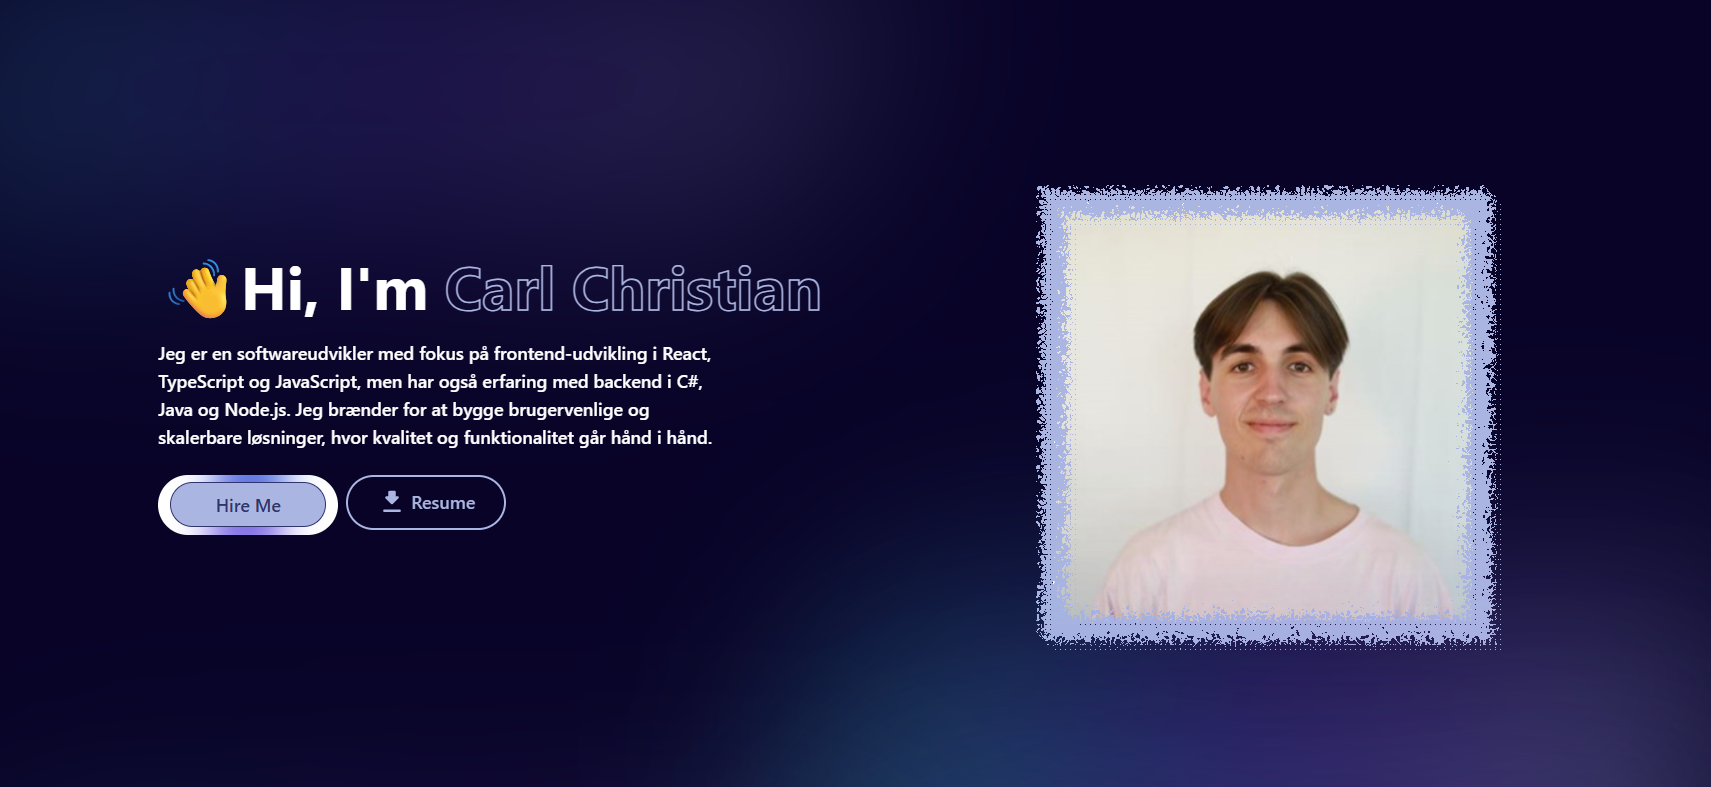 Hi, I'm Carl Christian
Jeg er en softwareudvikler med fokus på frontend-udvikling i React,
TypeScript og JavaScript, men har også erfaring med backend i C#,
Java og Node.js. Jeg brænder for at bygge brugervenlige og
skalerbare løsninger, hvor kvalitet og funktionalitet går hånd i hånd.
Hire Me
Resume